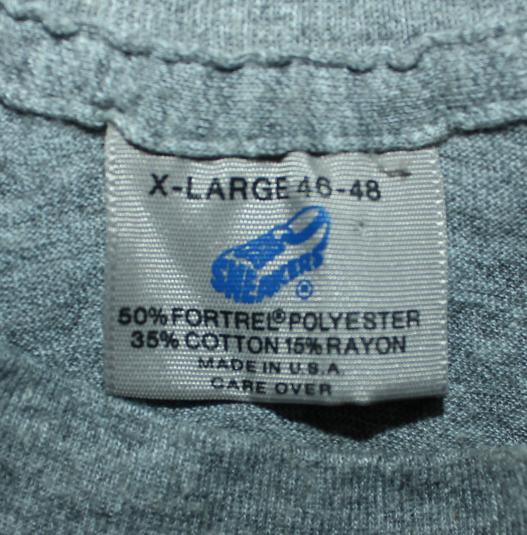 X-LARGE 46-48
SNEAKERS ®
50% FORTREL® POLYESTER
35% COTTON 15% RAYON
MADE IN U.S.A
CARE OVER